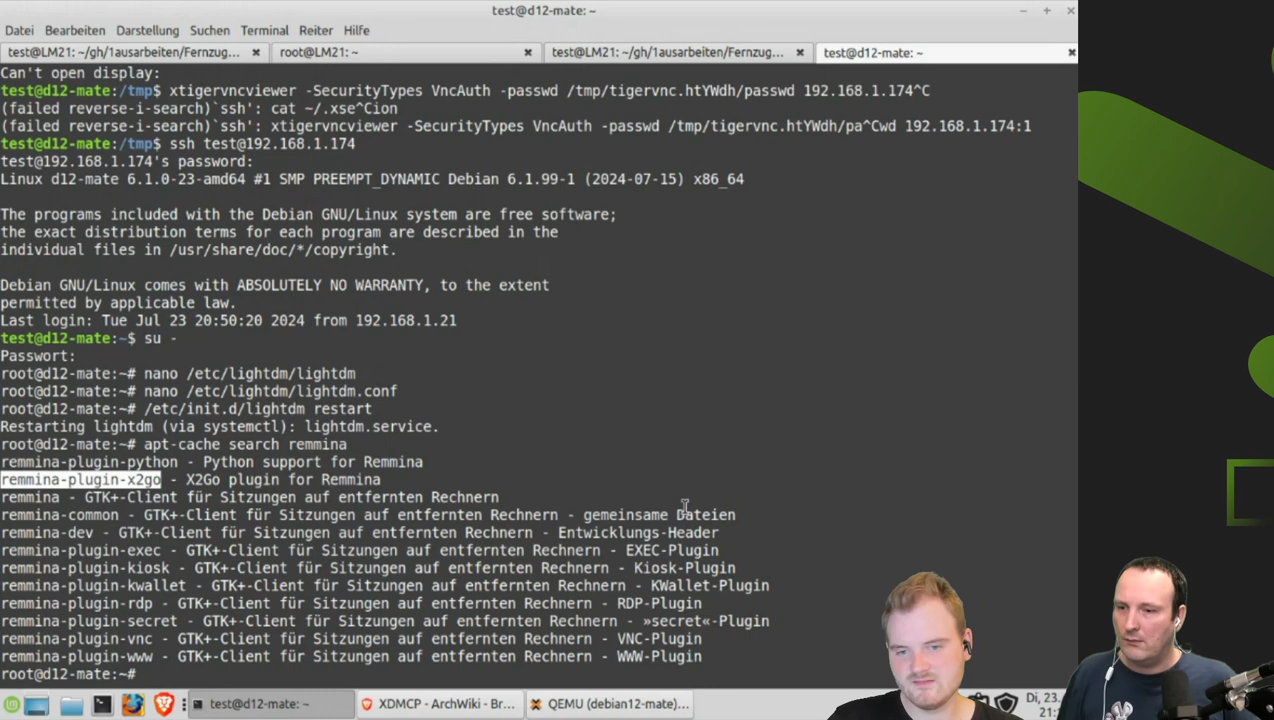 test@d12-mate: ~
Datei Bearbeiten Darstellung Suchen Terminal Reiter Hilfe
test@LM21: ~/gh/1ausarbeiten/Fernzug... root@LM21: ~ test@LM21: ~/gh/1ausarbeiten/Fernzug... test@d12-mate: ~
Can't open display:
test@d12-mate:/tmp$ xtigervncviewer -SecurityTypes VncAuth -passwd /tmp/tigervnc.htYWdh/passwd 192.168.1.174^C
(failed reverse-i-search)`ssh': cat ~/.xse^Cion
(failed reverse-i-search)`ssh': xtigervncviewer -SecurityTypes VncAuth -passwd /tmp/tigervnc.htYWdh/pa^Cwd 192.168.1.174:1
test@d12-mate:/tmp$ ssh test@192.168.1.174
test@192.168.1.174's password:
Linux d12-mate 6.1.0-23-amd64 #1 SMP PREEMPT_DYNAMIC Debian 6.1.99-1 (2024-07-15) x86_64
The programs included with the Debian GNU/Linux system are free software;
the exact distribution terms for each program are described in the
individual files in /usr/share/doc/*/copyright.
Debian GNU/Linux comes with ABSOLUTELY NO WARRANTY, to the extent
permitted by applicable law.
Last login: Tue Jul 23 20:50:20 2024 from 192.168.1.21
test@d12-mate:~$ su -
Passwort:
root@d12-mate:~# nano /etc/lightdm/lightdm
root@d12-mate:~# nano /etc/lightdm/lightdm.conf
root@d12-mate:~# /etc/init.d/lightdm restart
Restarting lightdm (via systemctl): lightdm.service.
root@d12-mate:~# apt-cache search remmina
remmina-plugin-python - Python support for Remmina
remmina-plugin-x2go - X2Go plugin for Remmina
remmina - GTK+-Client für Sitzungen auf entfernten Rechnern
remmina-common - GTK+-Client für Sitzungen auf entfernten Rechnern - gemeinsame Dateien
remmina-dev - GTK+-Client für Sitzungen auf entfernten Rechnern - Entwicklungs-Header
remmina-plugin-exec - GTK+-Client für Sitzungen auf entfernten Rechnern - EXEC-Plugin
remmina-plugin-kiosk - GTK+-Client für Sitzungen auf entfernten Rechnern - Kiosk-Plugin
remmina-plugin-kwallet - GTK+-Client für Sitzungen auf entfernten Rechnern - KWallet-Plugin
remmina-plugin-rdp - GTK+-Client für Sitzungen auf entfernten Rechnern - RDP-Plugin
remmina-plugin-secret - GTK+-Client für Sitzungen auf entfernten Rechnern - »secret«-Plugin
remmina-plugin-vnc - GTK+-Client für Sitzungen auf entfernten Rechnern - VNC-Plugin
remmina-plugin-www - GTK+-Client für Sitzungen auf entfernten Rechnern - WWW-Plugin
root@d12-mate:~#
test@d12-mate: ~ XDMCP - ArchWiki - Br... QEMU (debian12-mate)... Di, 23.